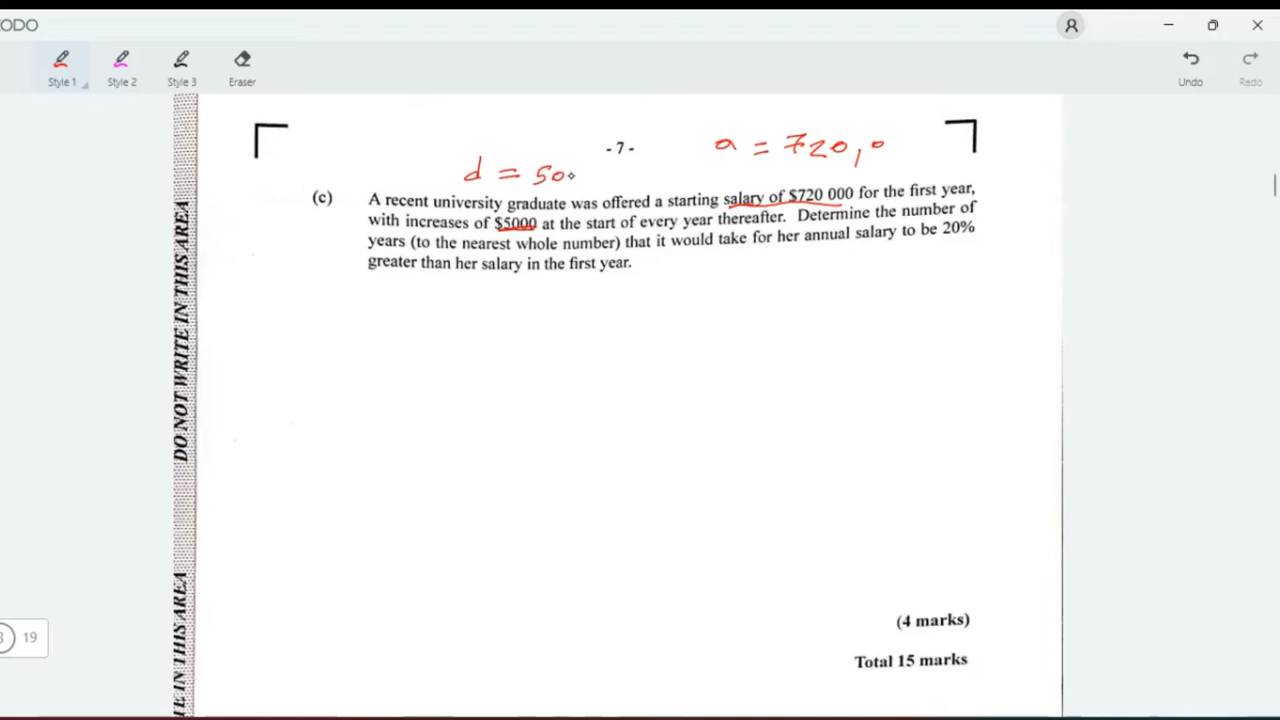 ODO
Style 1
Style 2
Style 3
Eraser
Undo
Redo
-7-
a = 720,0
d = 500
(c) A recent university graduate was offered a starting salary of $720 000 for the first year,
with increases of $5000 at the start of every year thereafter. Determine the number of
years (to the nearest whole number) that it would take for her annual salary to be 20%
greater than her salary in the first year.
DO NOT WRITE IN THIS AREA
TE IN THIS AREA
19
(4 marks)
Total 15 marks